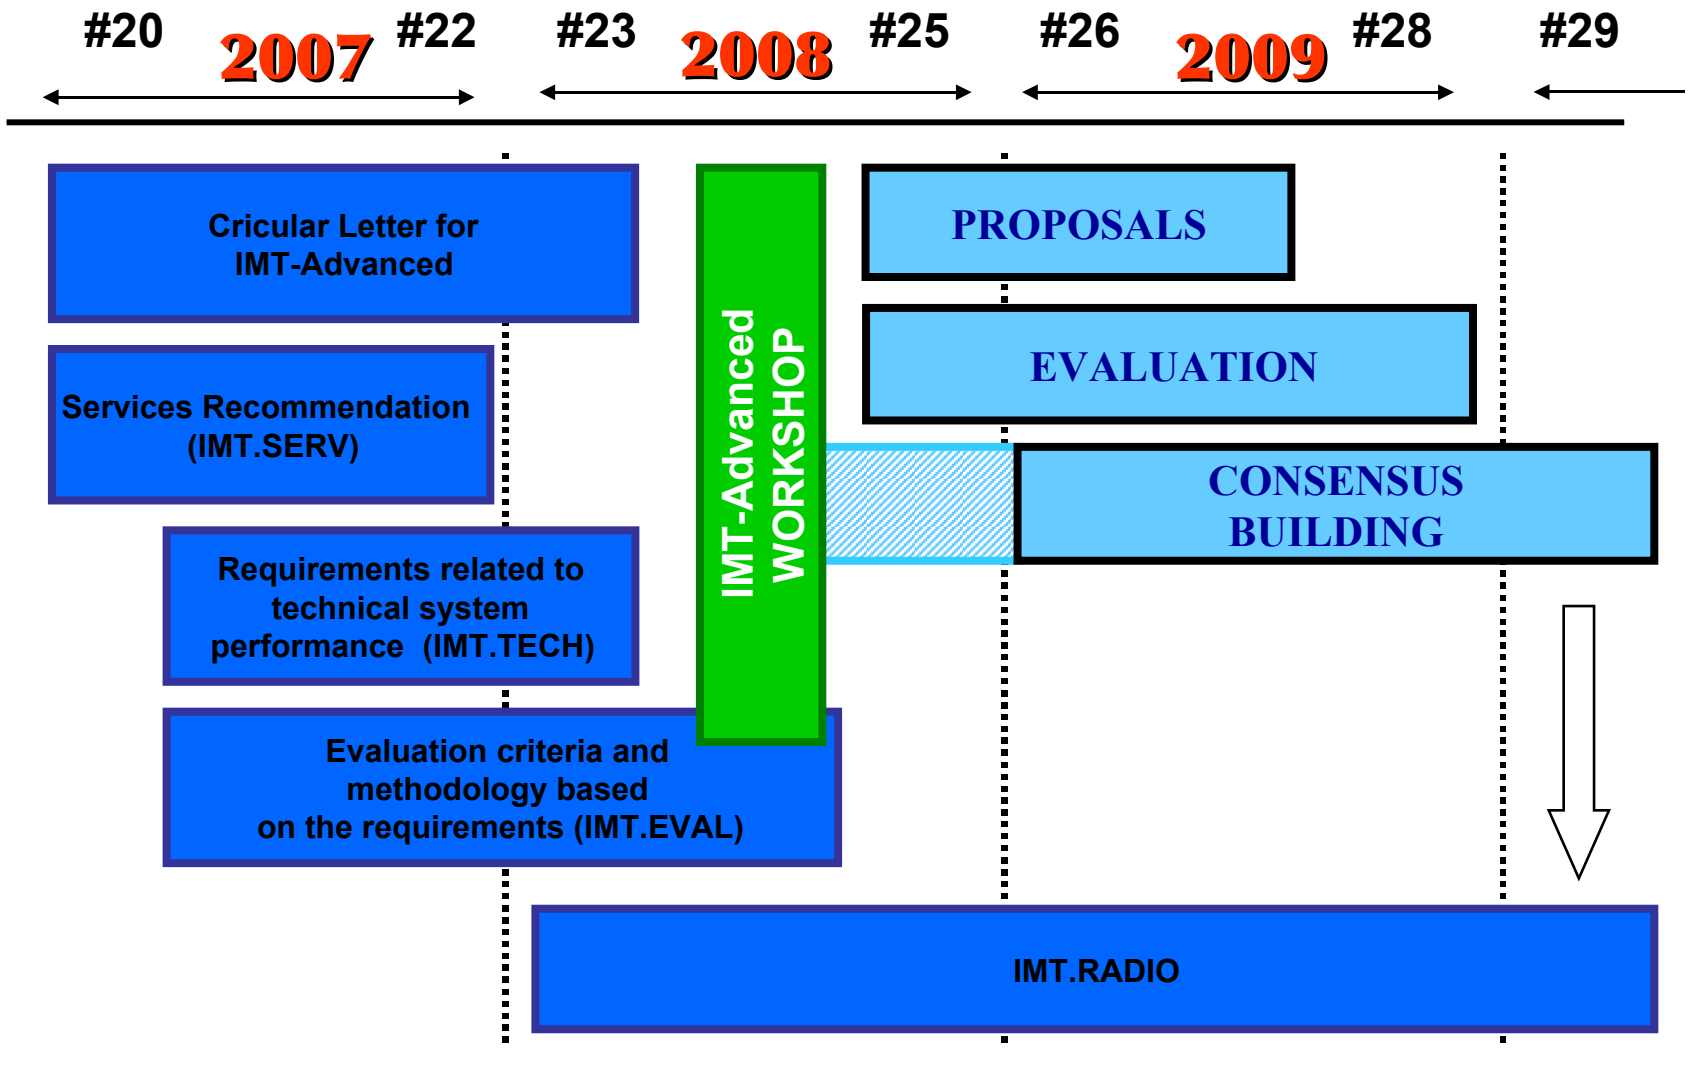 #20 2007 #22 #23 2008 #25 #26 2009 #28 #29
Cricular Letter for
IMT-Advanced
Services Recommendation
(IMT.SERV)
Requirements related to
technical system
performance (IMT.TECH)
Evaluation criteria and
methodology based
on the requirements (IMT.EVAL)
IMT-Advanced
WORKSHOP
PROPOSALS
EVALUATION
CONSENSUS
BUILDING
IMT.RADIO